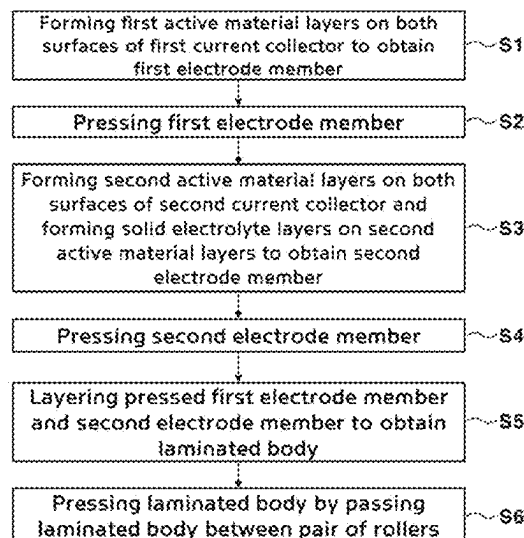 Forming first active material layers on both
surfaces of first current collector to obtain
first electrode member
S1
Pressing first electrode member
S2
Forming second active material layers on both
surfaces of second current collector and
forming solid electrolyte layers on second
active material layers to obtain second
electrode member
S3
Pressing second electrode member
S4
Layering pressed first electrode member
and second electrode member to obtain
laminated body
S5
Pressing laminated body by passing
laminated body between pair of rollers
S6